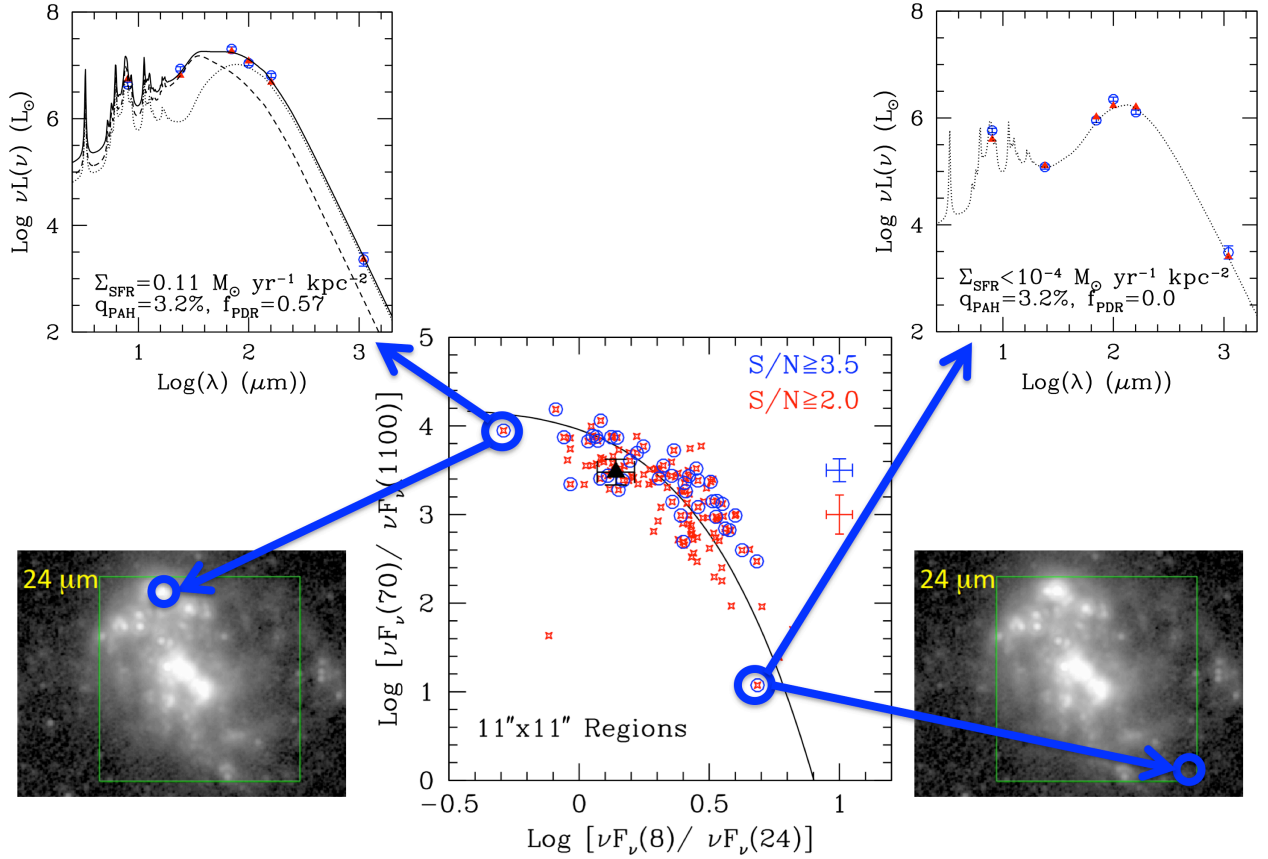 8
6
4
2
Log νL(ν) (L☉)
Σ_SFR=0.11 M☉ yr⁻¹ kpc⁻²
q_PAH=3.2%, f_PDR=0.57
1
2
3
Log(λ) (μm))
8
6
4
2
Log νL(ν) (L☉)
Σ_SFR<10⁻⁴ M☉ yr⁻¹ kpc⁻²
q_PAH=3.2%, f_PDR=0.0
1
2
3
Log(λ) (μm))
5
4
3
2
1
0
Log [νF_ν(70)/ νF_ν(1100)]
S/N≧3.5
S/N≧2.0
11″x11″ Regions
−0.5
0
0.5
1
Log [νF_ν(8)/ νF_ν(24)]
24 μm
24 μm